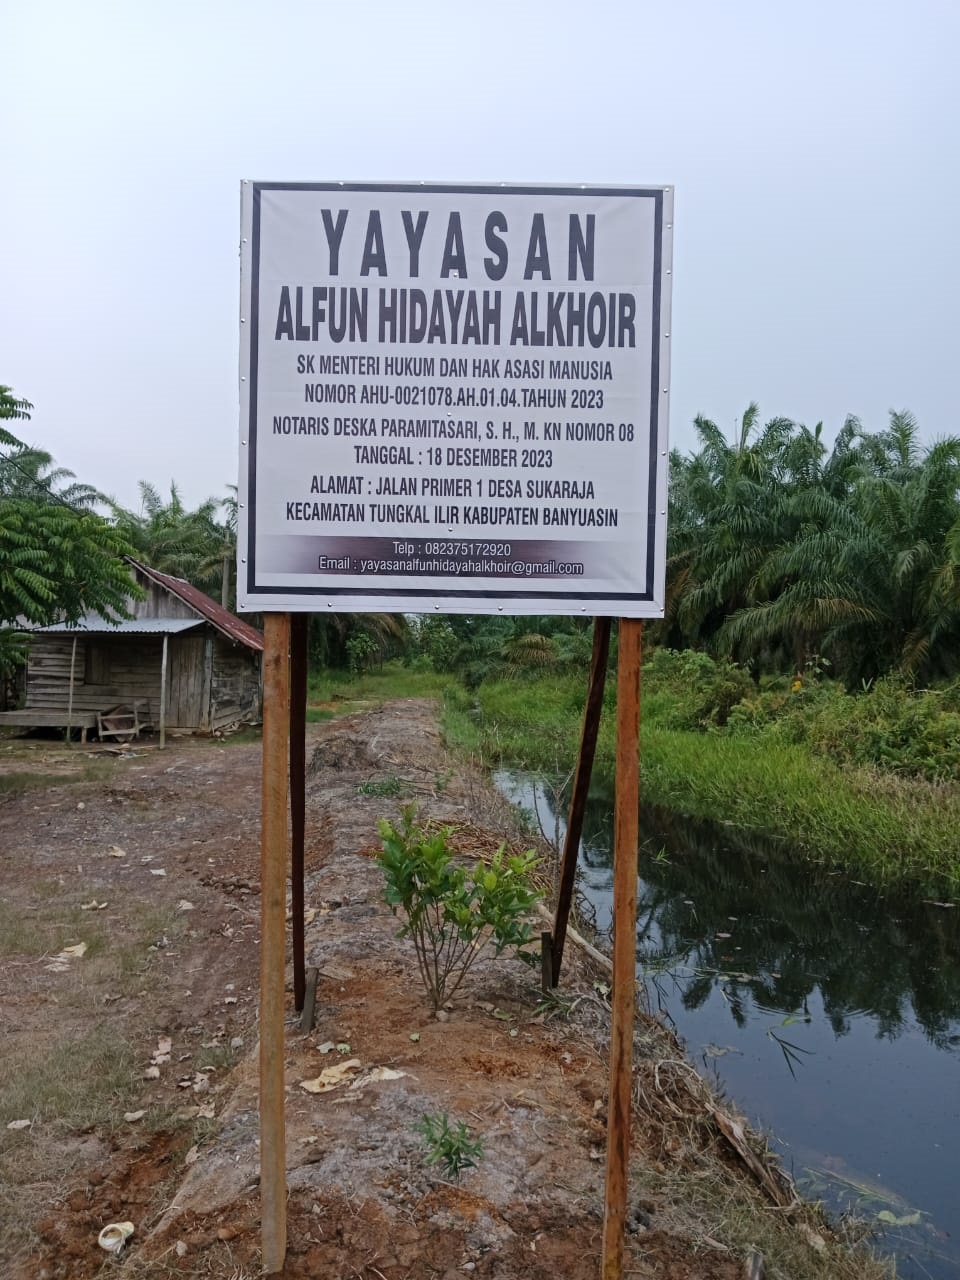 YAYASAN
ALFUN HIDAYAH ALKHOIR
SK MENTERI HUKUM DAN HAK ASASI MANUSIA
NOMOR AHU-0021078.AH.01.04.TAHUN 2023
NOTARIS DESKA PARAMITASARI, S. H., M. KN NOMOR 08
TANGGAL : 18 DESEMBER 2023
ALAMAT : JALAN PRIMER 1 DESA SUKARAJA
KECAMATAN TUNGKAL ILIR KABUPATEN BANYUASIN
Telp : 082375172920
Email : yayasanalfunhidayahalkhoir@gmail.com